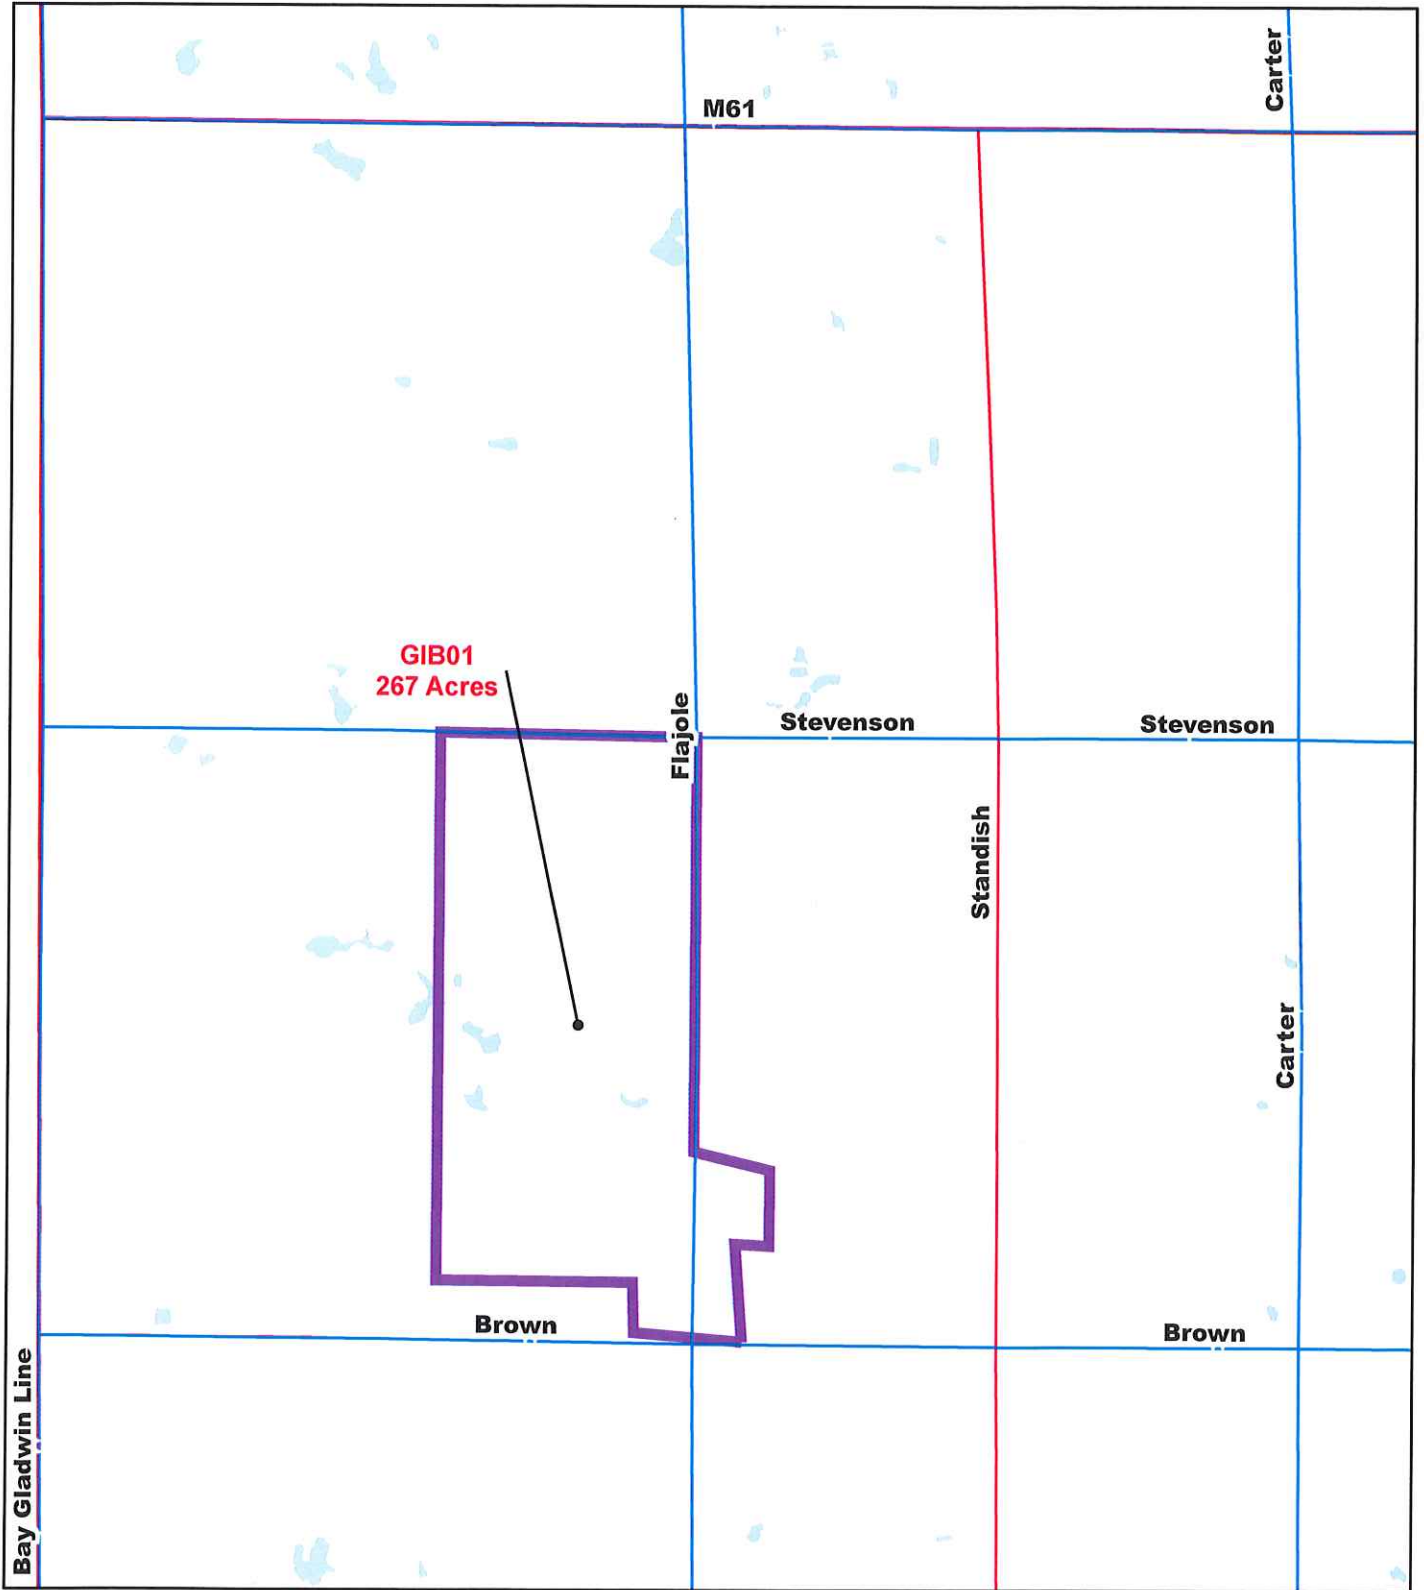 Carter
M61
GIB01
267 Acres
Flajole
Stevenson
Stevenson
Standish
Carter
Brown
Brown
Bay Gladwin Line